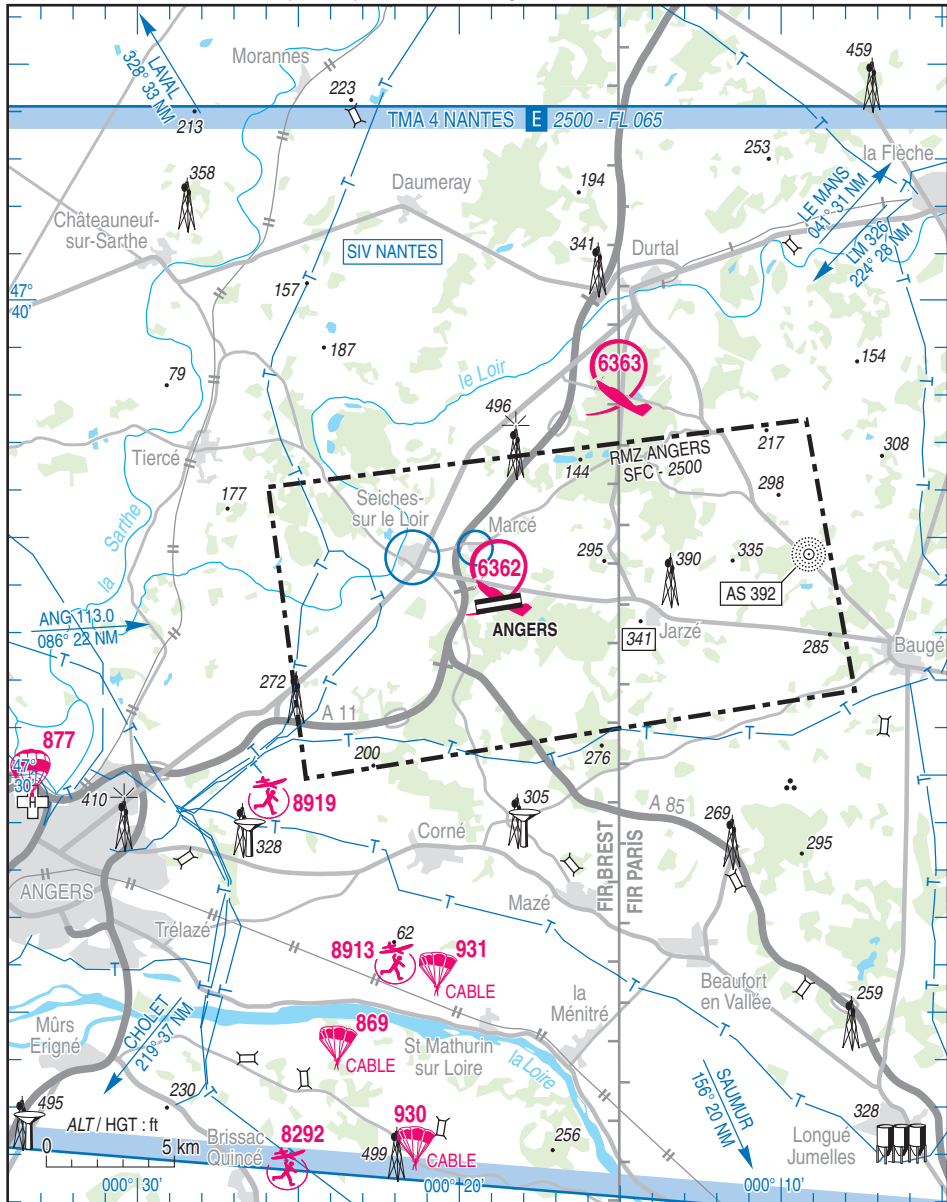 LAVAL
328° 33 NM
Morannes
223
213
459
TMA 4 NANTES E 2500 - FL 065
253
la Flèche
358
Daumeray
194
LE MANS
041° 31 NM
LM 326
224° 28 NM
Châteauneuf-
sur-Sarthe
SIV NANTES
341
Durtal
47°
40'
157
187
79
le Loir
6363
154
496
Tiercé
144
RMZ ANGERS
SFC - 2500
217
308
298
177
Seiches-
sur le Loir
Marcé
la Sarthe
6362
295
390
335
AS 392
ANG 113.0
086° 22 NM
ANGERS
341
Jarzé
285
Baugé
272
A 11
877
47°
30'
200
276
410
8919
328
305
A 85
269
295
Corné
ANGERS
FIR BREST
FIR PARIS
Mazé
Trélazé
62
8913
931
CABLE
Beaufort
en Vallée
la
Ménitré
259
Mûrs
Erigné
CHOLET
219° 37 NM
869
CABLE
St Mathurin
sur Loire
la Loire
SAUMUR
156° 20 NM
495
230
ALT / HGT : ft
0 5 km
Brissac
Quincé
8292
930
499
CABLE
256
328
Longué
Jumelles
000° 30'
000° 20'
000° 10'
T